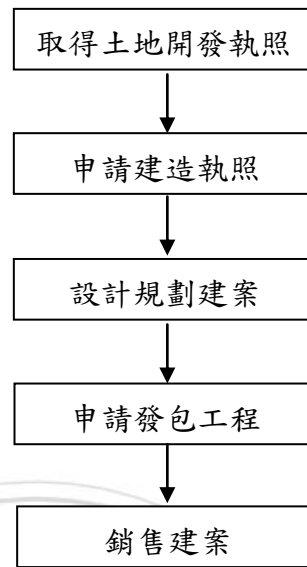 取得土地開發執照
申請建造執照
設計規劃建案
申請發包工程
銷售建案